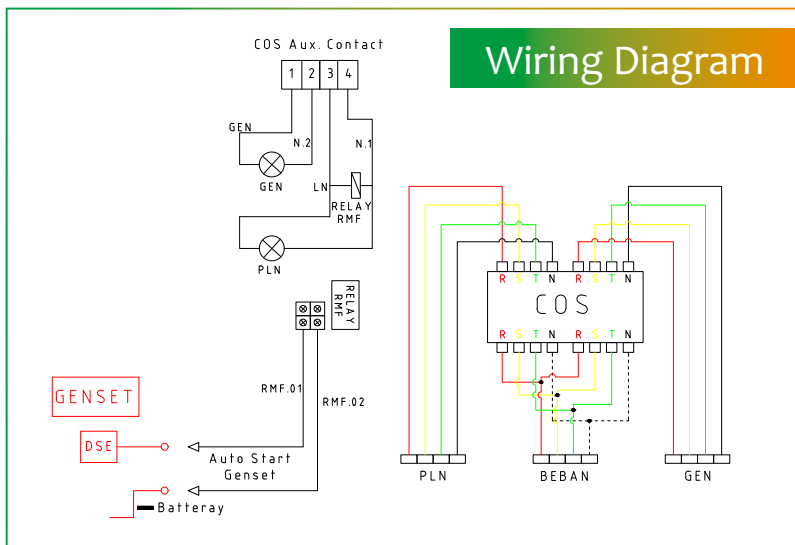 Wiring Diagram
COS Aux. Contact
1 2 3 4
GEN
N.2
N.1
GEN
LN
RELAY
RMF
PLN
RELAY
RMF
RMF.01
RMF.02
GENSET
DSE
Auto Start
Genset
Batteray
R S T N R S T N
COS
R S T N R S T N
PLN
BEBAN
GEN